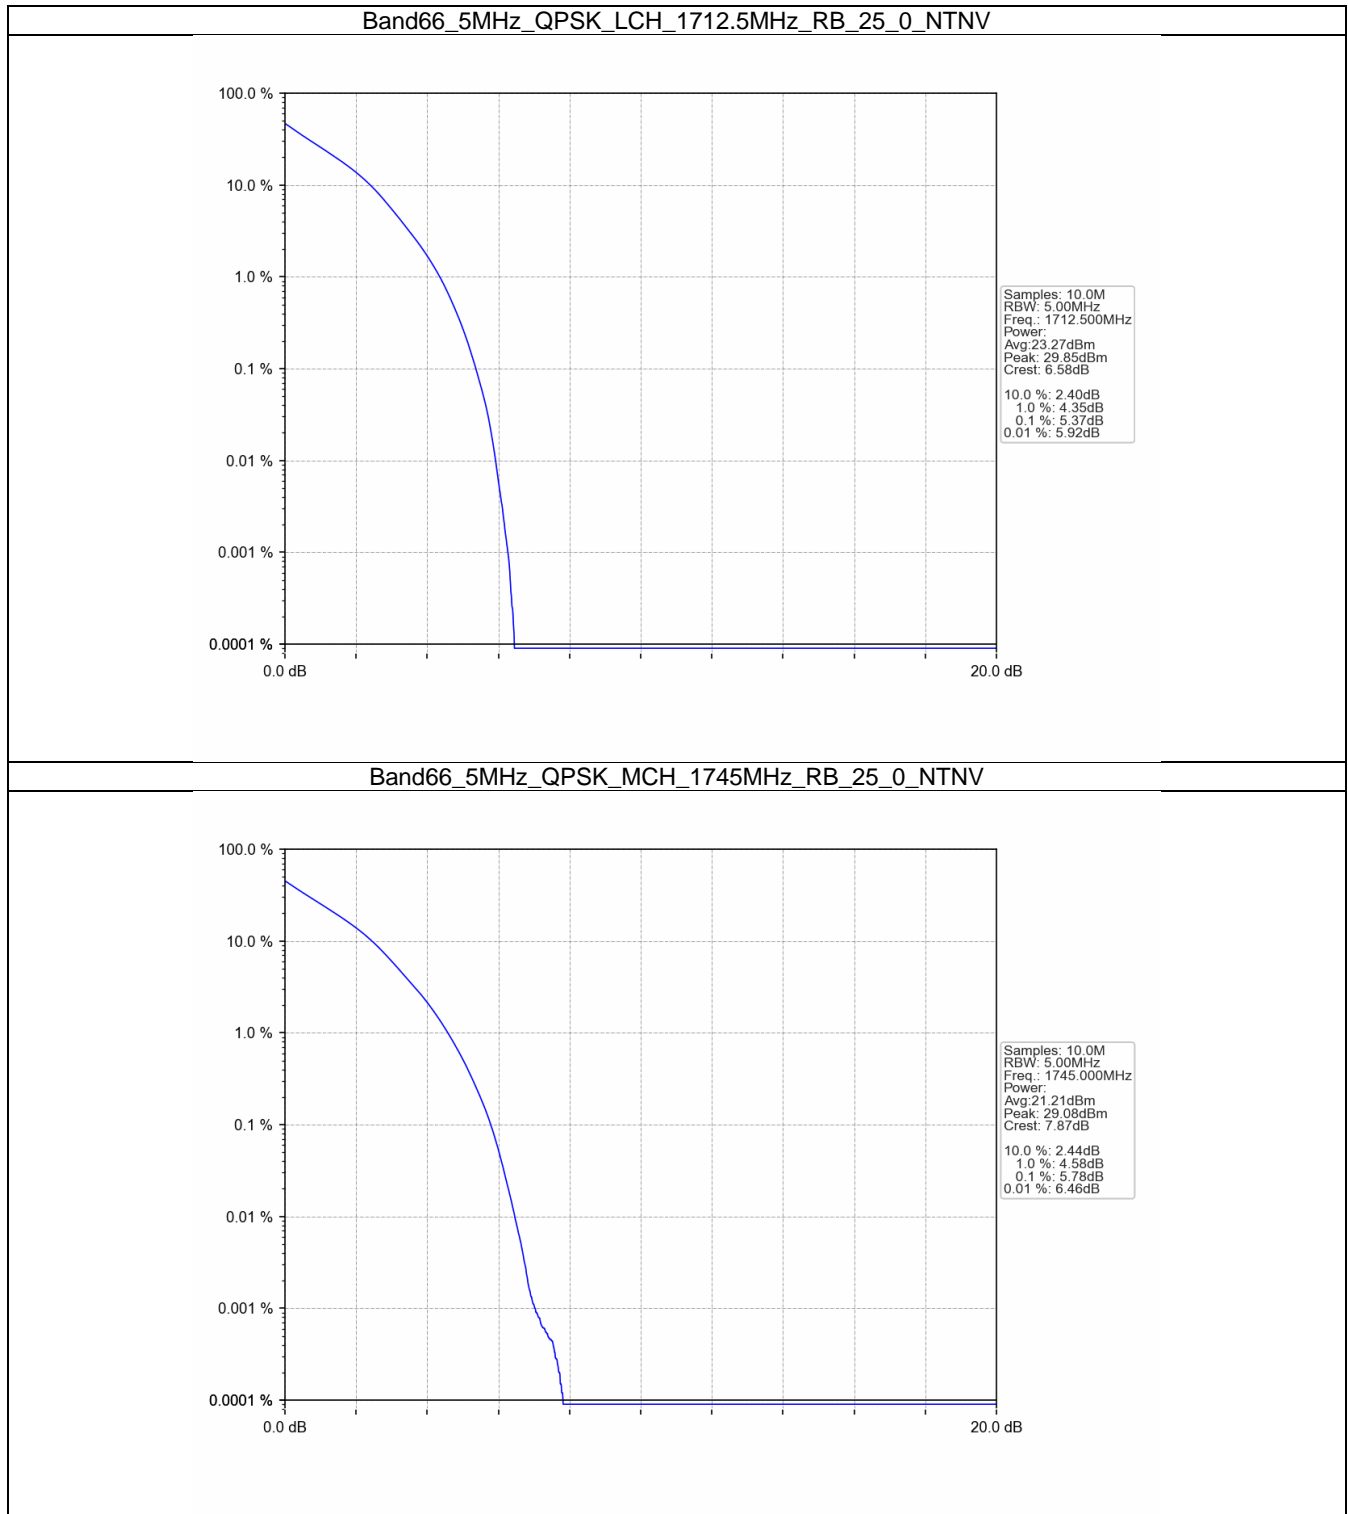 Band66_5MHz_QPSK_LCH_1712.5MHz_RB_25_0_NTNV
100.0 %
10.0 %
1.0 %
0.1 %
0.01 %
0.001 %
0.0001 %
0.0 dB
20.0 dB
Samples: 10.0M
RBW: 5.00MHz
Freq.: 1712.500MHz
Power:
Avg:23.27dBm
Peak: 29.85dBm
Crest: 6.58dB
10.0 %: 2.40dB
1.0 %: 4.35dB
0.1 %: 5.37dB
0.01 %: 5.92dB
Band66_5MHz_QPSK_MCH_1745MHz_RB_25_0_NTNV
100.0 %
10.0 %
1.0 %
0.1 %
0.01 %
0.001 %
0.0001 %
0.0 dB
20.0 dB
Samples: 10.0M
RBW: 5.00MHz
Freq.: 1745.000MHz
Power:
Avg:21.21dBm
Peak: 29.08dBm
Crest: 7.87dB
10.0 %: 2.44dB
1.0 %: 4.58dB
0.1 %: 5.78dB
0.01 %: 6.46dB